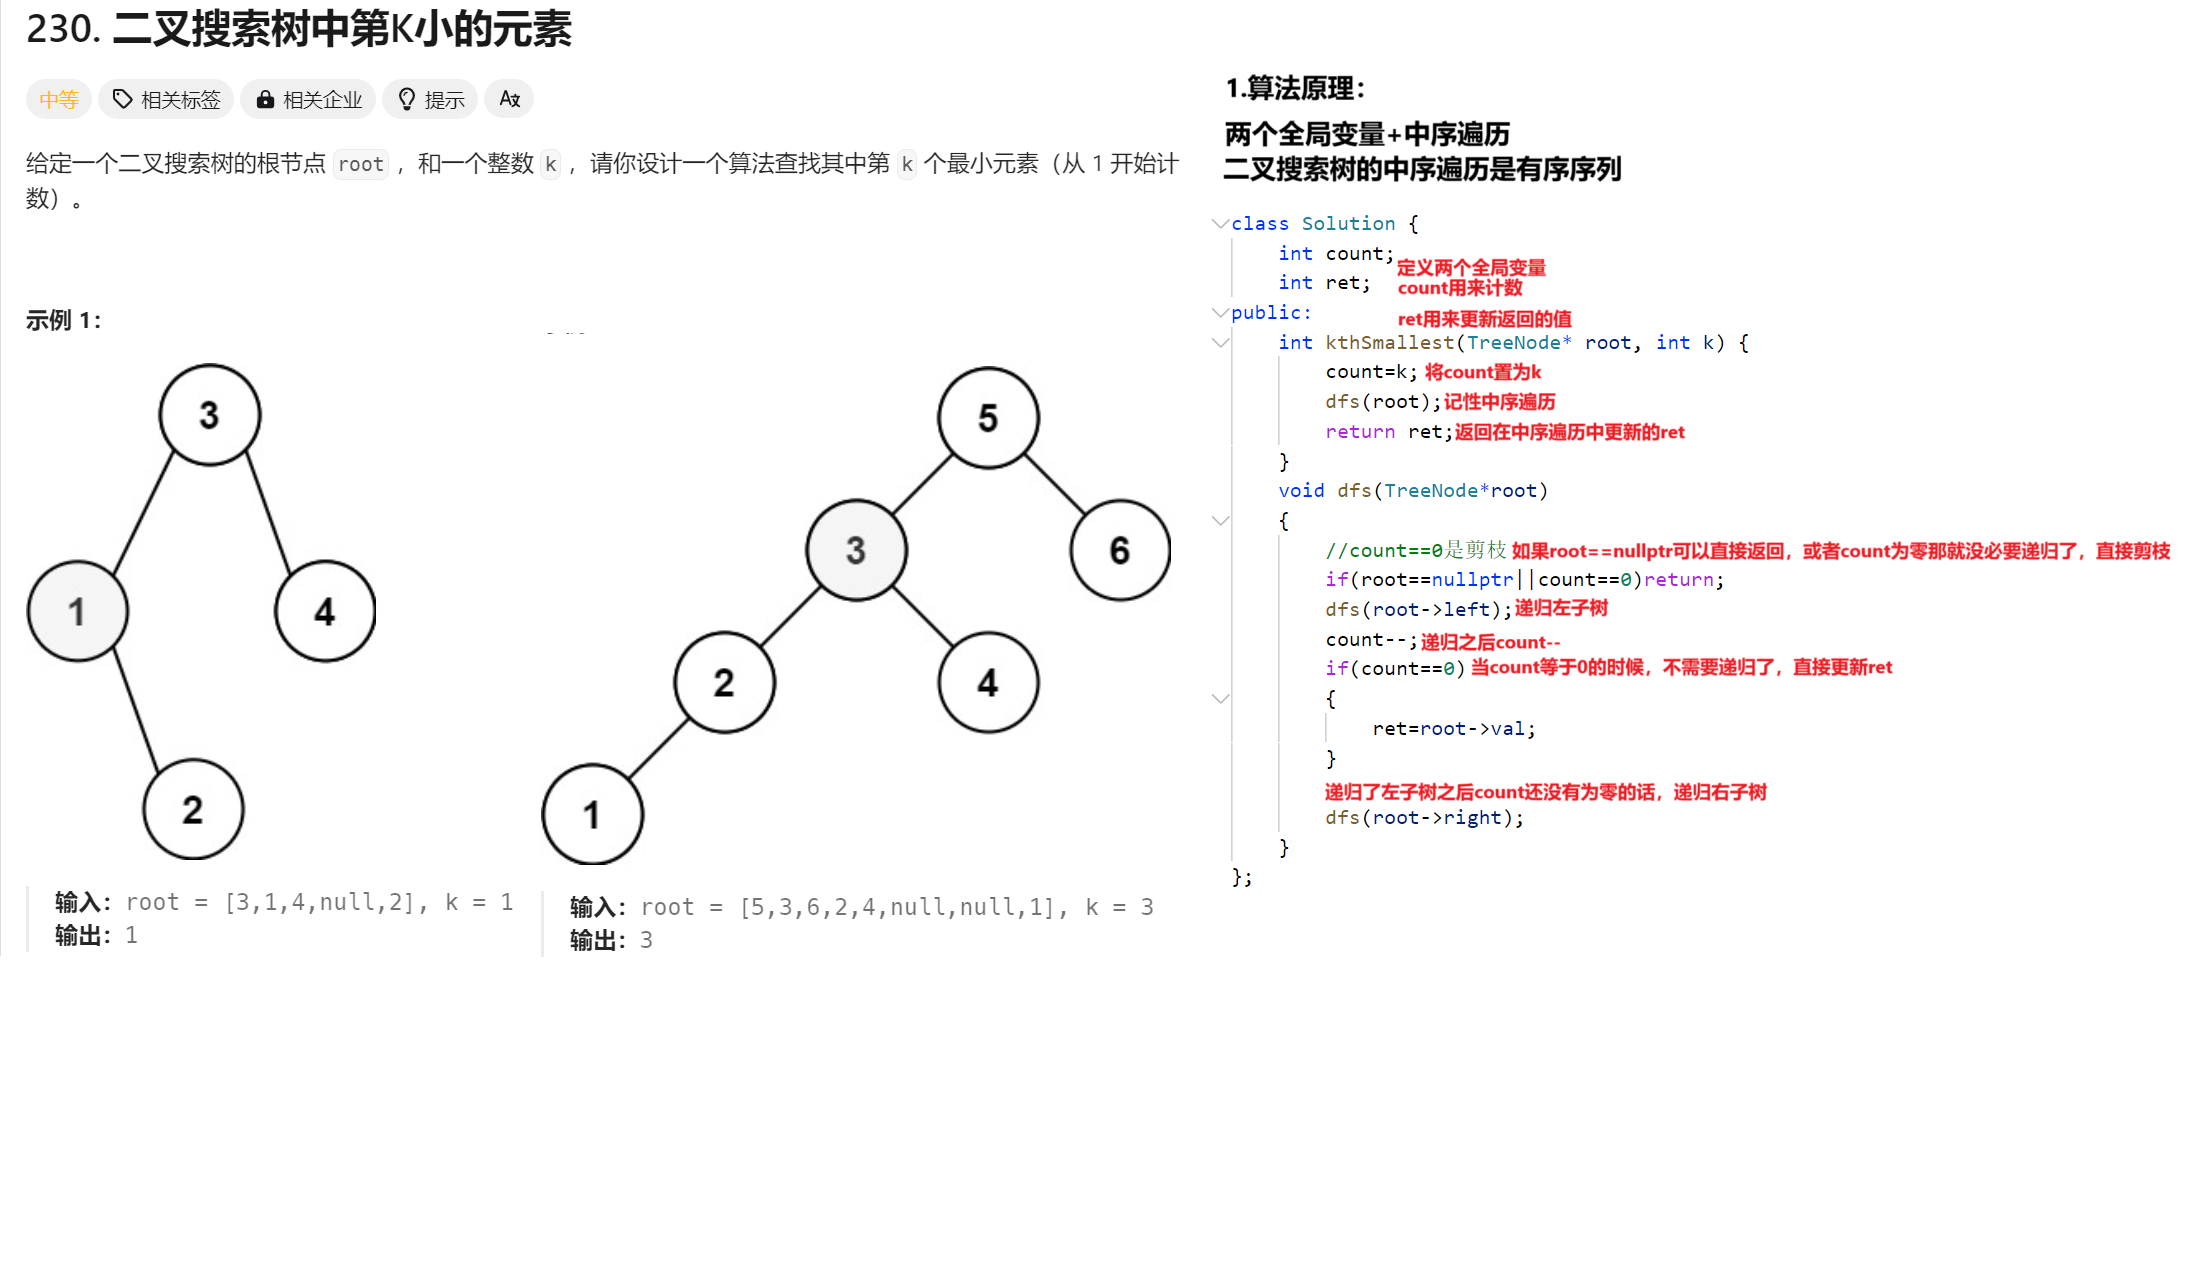 230. 二叉搜索树中第K小的元素
中等 相关标签 相关企业 提示
给定一个二叉搜索树的根节点 root ，和一个整数 k ，请你设计一个算法查找其中第 k 个最小元素（从 1 开始计
数）。
示例 1：
3
1
4
2
5
3
6
2
4
1
输入：root = [3,1,4,null,2], k = 1
输出：1
输入：root = [5,3,6,2,4,null,null,1], k = 3
输出：3
1.算法原理：
两个全局变量+中序遍历
二叉搜索树的中序遍历是有序序列
class Solution {
int count;
定义两个全局变量
int ret;
count用来计数
public:
ret用来更新返回的值
int kthSmallest(TreeNode* root, int k) {
count=k; 将count置为k
dfs(root);记性中序遍历
return ret;返回在中序遍历中更新的ret
}
void dfs(TreeNode*root)
{
//count==0是剪枝 如果root==nullptr可以直接返回，或者count为零那就没必要递归了，直接剪枝
if(root==nullptr||count==0)return;
dfs(root->left);递归左子树
count--;递归之后count--
if(count==0) 当count等于0的时候，不需要递归了，直接更新ret
{
ret=root->val;
}
递归了左子树之后count还没有为零的话，递归右子树
dfs(root->right);
}
};